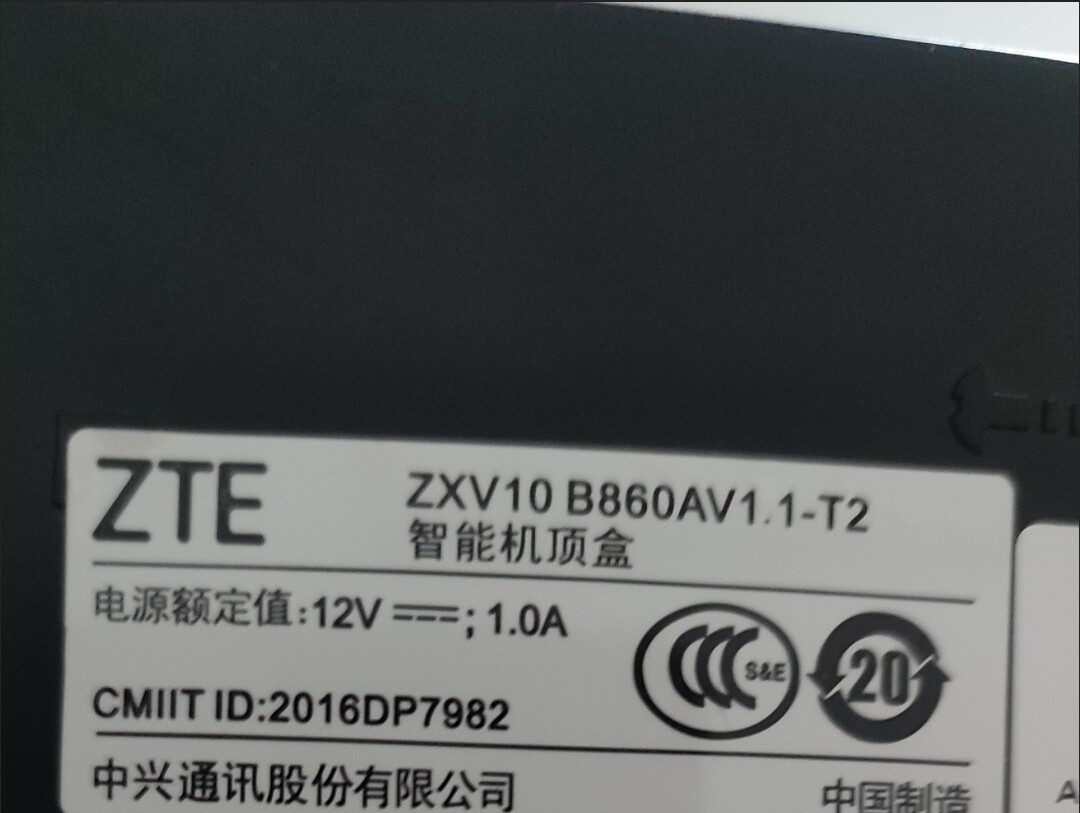 ZTE
ZXV10 B860AV1.1-T2
智能机顶盒
电源额定值:12V ⎓; 1.0A
CMIIT ID:2016DP7982
S&E
20
中兴通讯股份有限公司
中国制造
A